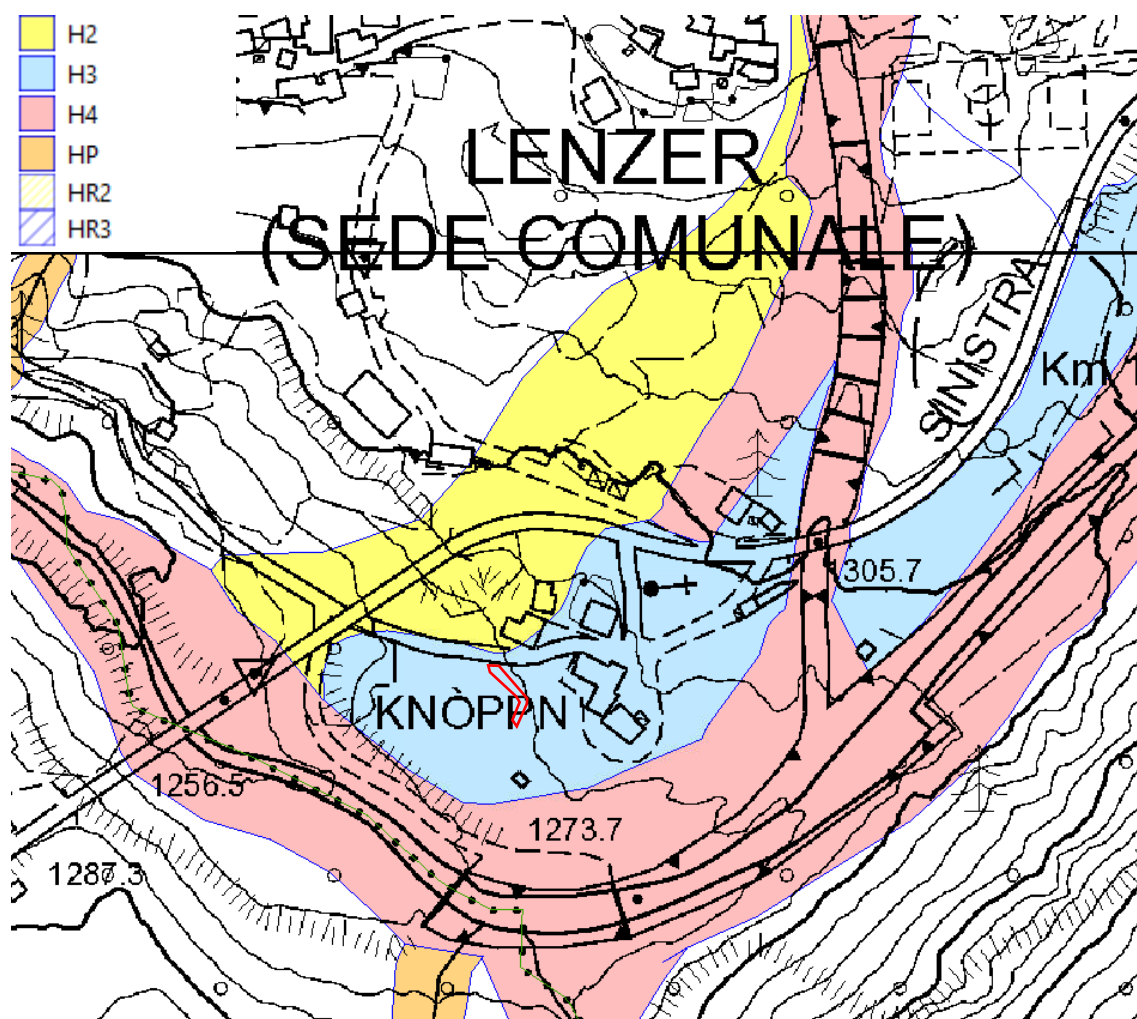 H2
H3
H4
HP
HR2
HR3
LENZER
(SEDE COMUNALE)
SINISTRA
Km
1305.7
KNÒPPN
1256.5
1273.7
1287.3